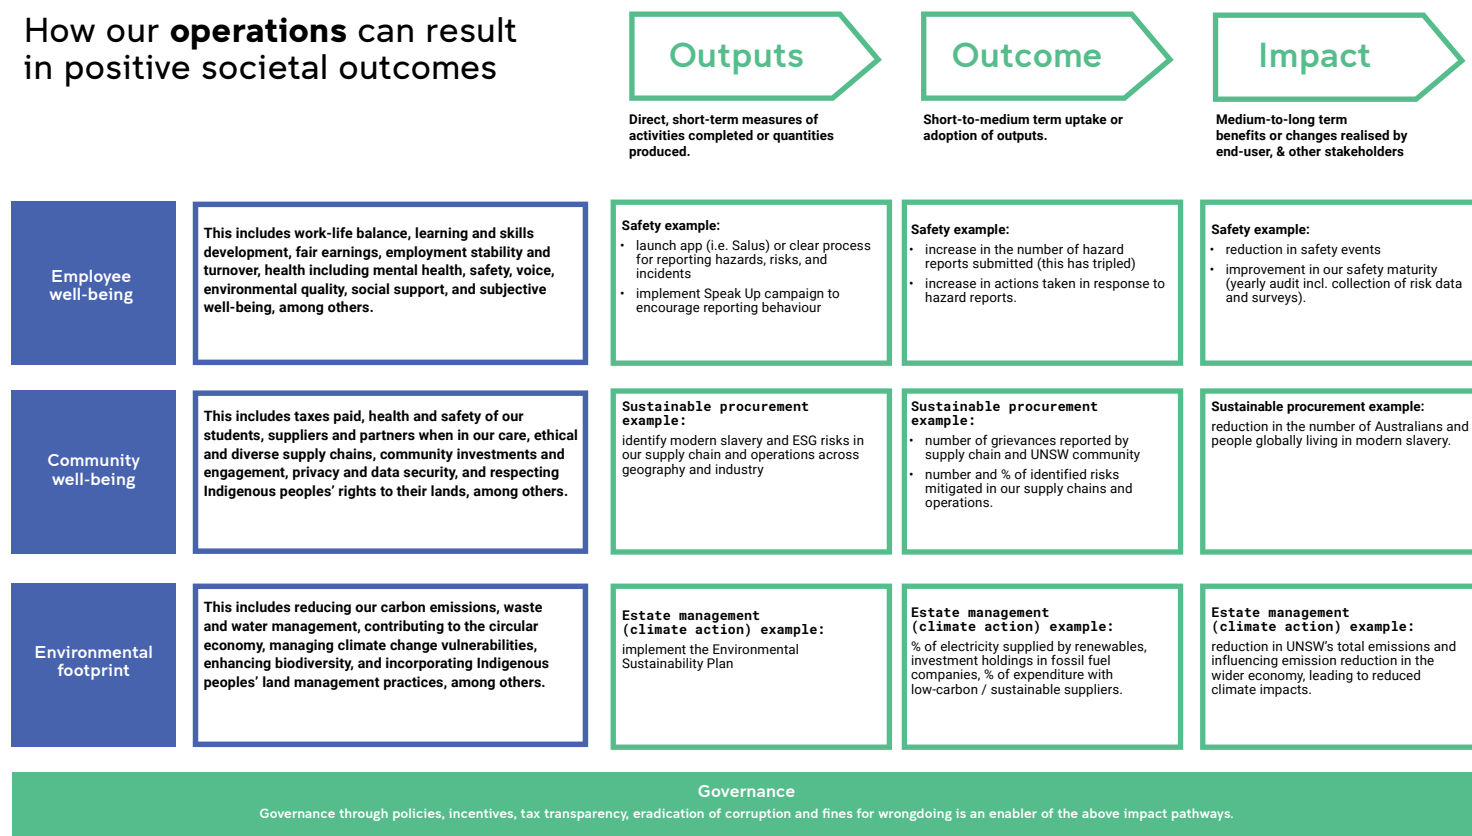 How our operations can result
in positive societal outcomes
Outputs
Outcome
Impact
Direct, short-term measures of
activities completed or quantities
produced.
Short-to-medium term uptake or
adoption of outputs.
Medium-to-long term
benefits or changes realised by
end-user, & other stakeholders
Employee
well-being
This includes work-life balance, learning and skills
development, fair earnings, employment stability and
turnover, health including mental health, safety, voice,
environmental quality, social support, and subjective
well-being, among others.
Safety example:
• launch app (i.e. Salus) or clear process
for reporting hazards, risks, and
incidents
• implement Speak Up campaign to
encourage reporting behaviour
Safety example:
• increase in the number of hazard
reports submitted (this has tripled)
• increase in actions taken in response to
hazard reports.
Safety example:
• reduction in safety events
• improvement in our safety maturity
(yearly audit incl. collection of risk data
and surveys).
Community
well-being
This includes taxes paid, health and safety of our
students, suppliers and partners when in our care, ethical
and diverse supply chains, community investments and
engagement, privacy and data security, and respecting
Indigenous peoples’ rights to their lands, among others.
Sustainable procurement
example:
identify modern slavery and ESG risks in
our supply chain and operations across
geography and industry
Sustainable procurement
example:
• number of grievances reported by
supply chain and UNSW community
• number and % of identified risks
mitigated in our supply chains and
operations.
Sustainable procurement example:
reduction in the number of Australians and
people globally living in modern slavery.
Environmental
footprint
This includes reducing our carbon emissions, waste
and water management, contributing to the circular
economy, managing climate change vulnerabilities,
enhancing biodiversity, and incorporating Indigenous
peoples’ land management practices, among others.
Estate management
(climate action) example:
implement the Environmental
Sustainability Plan
Estate management
(climate action) example:
% of electricity supplied by renewables,
investment holdings in fossil fuel
companies, % of expenditure with
low-carbon / sustainable suppliers.
Estate management
(climate action) example:
reduction in UNSW’s total emissions and
influencing emission reduction in the
wider economy, leading to reduced
climate impacts.
Governance
Governance through policies, incentives, tax transparency, eradication of corruption and fines for wrongdoing is an enabler of the above impact pathways.